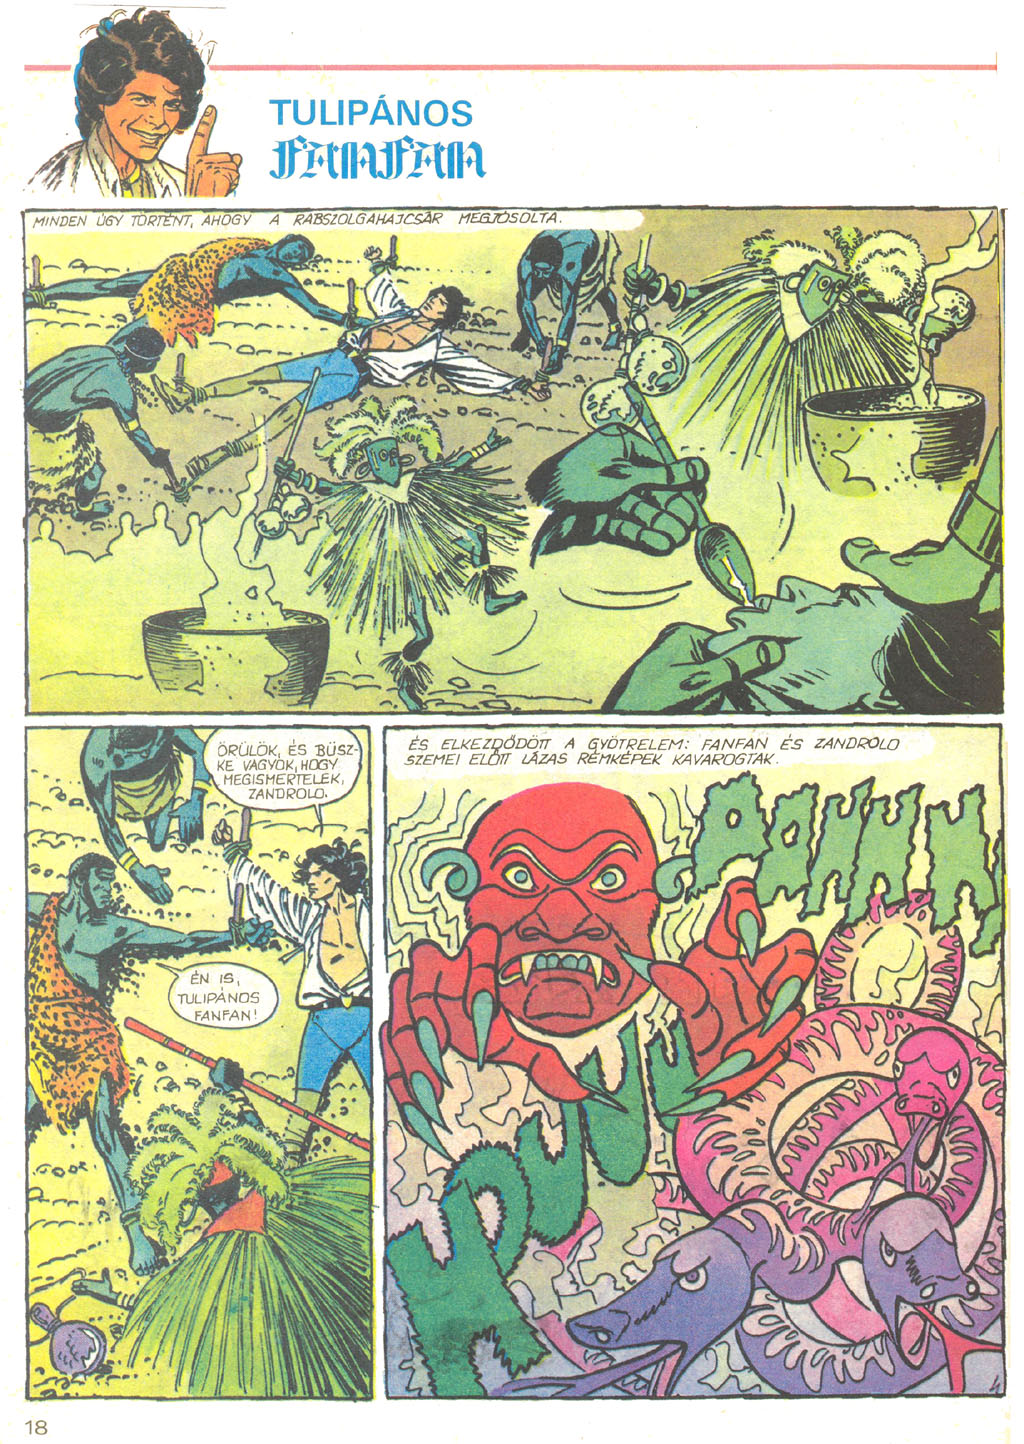 TULIPÁNOS
FANFAN
MINDEN ÚGY TÖRTÉNT, AHOGY A RABSZOLGAHAJCSÁR MEGJÓSOLTA.
ÖRÜLÖK, ÉS BÜSZ-
KE VAGYOK, HOGY
MEGISMERTELEK,
ZANDROLO.
ÉN IS,
TULIPÁNOS
FANFAN!
ÉS ELKEZDŐDÖTT A GYÖTRELEM: FANFAN ÉS ZANDROLO
SZEMEI ELŐTT LÁZAS RÉMKÉPEK KAVAROGTAK.
18